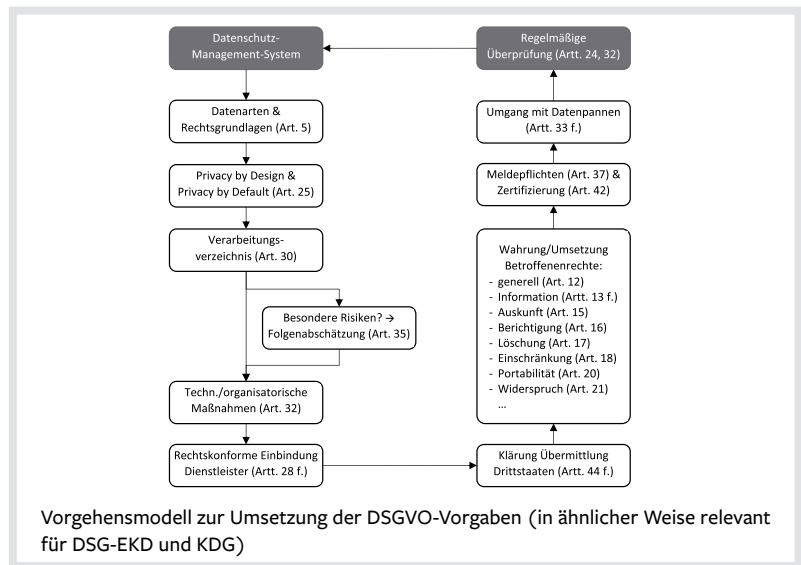 Datenschutz-
Management-System
Datenarten &
Rechtsgrundlagen (Art. 5)
Privacy by Design &
Privacy by Default (Art. 25)
Verarbeitungs-
verzeichnis (Art. 30)
Besondere Risiken? →
Folgenabschätzung (Art. 35)
Techn./organisatorische
Maßnahmen (Art. 32)
Rechtskonforme Einbindung
Dienstleister (Artt. 28 f.)
Klärung Übermittlung
Drittstaaten (Artt. 44 f.)
Wahrung/Umsetzung
Betroffenenrechte:
- generell (Art. 12)
- Information (Artt. 13 f.)
- Auskunft (Art. 15)
- Berichtigung (Art. 16)
- Löschung (Art. 17)
- Einschränkung (Art. 18)
- Portabilität (Art. 20)
- Widerspruch (Art. 21)
...
Meldepflichten (Art. 37) &
Zertifizierung (Art. 42)
Umgang mit Datenpannen
(Artt. 33 f.)
Regelmäßige
Überprüfung (Artt. 24, 32)
Vorgehensmodell zur Umsetzung der DSGVO-Vorgaben (in ähnlicher Weise relevant
für DSG-EKD und KDG)